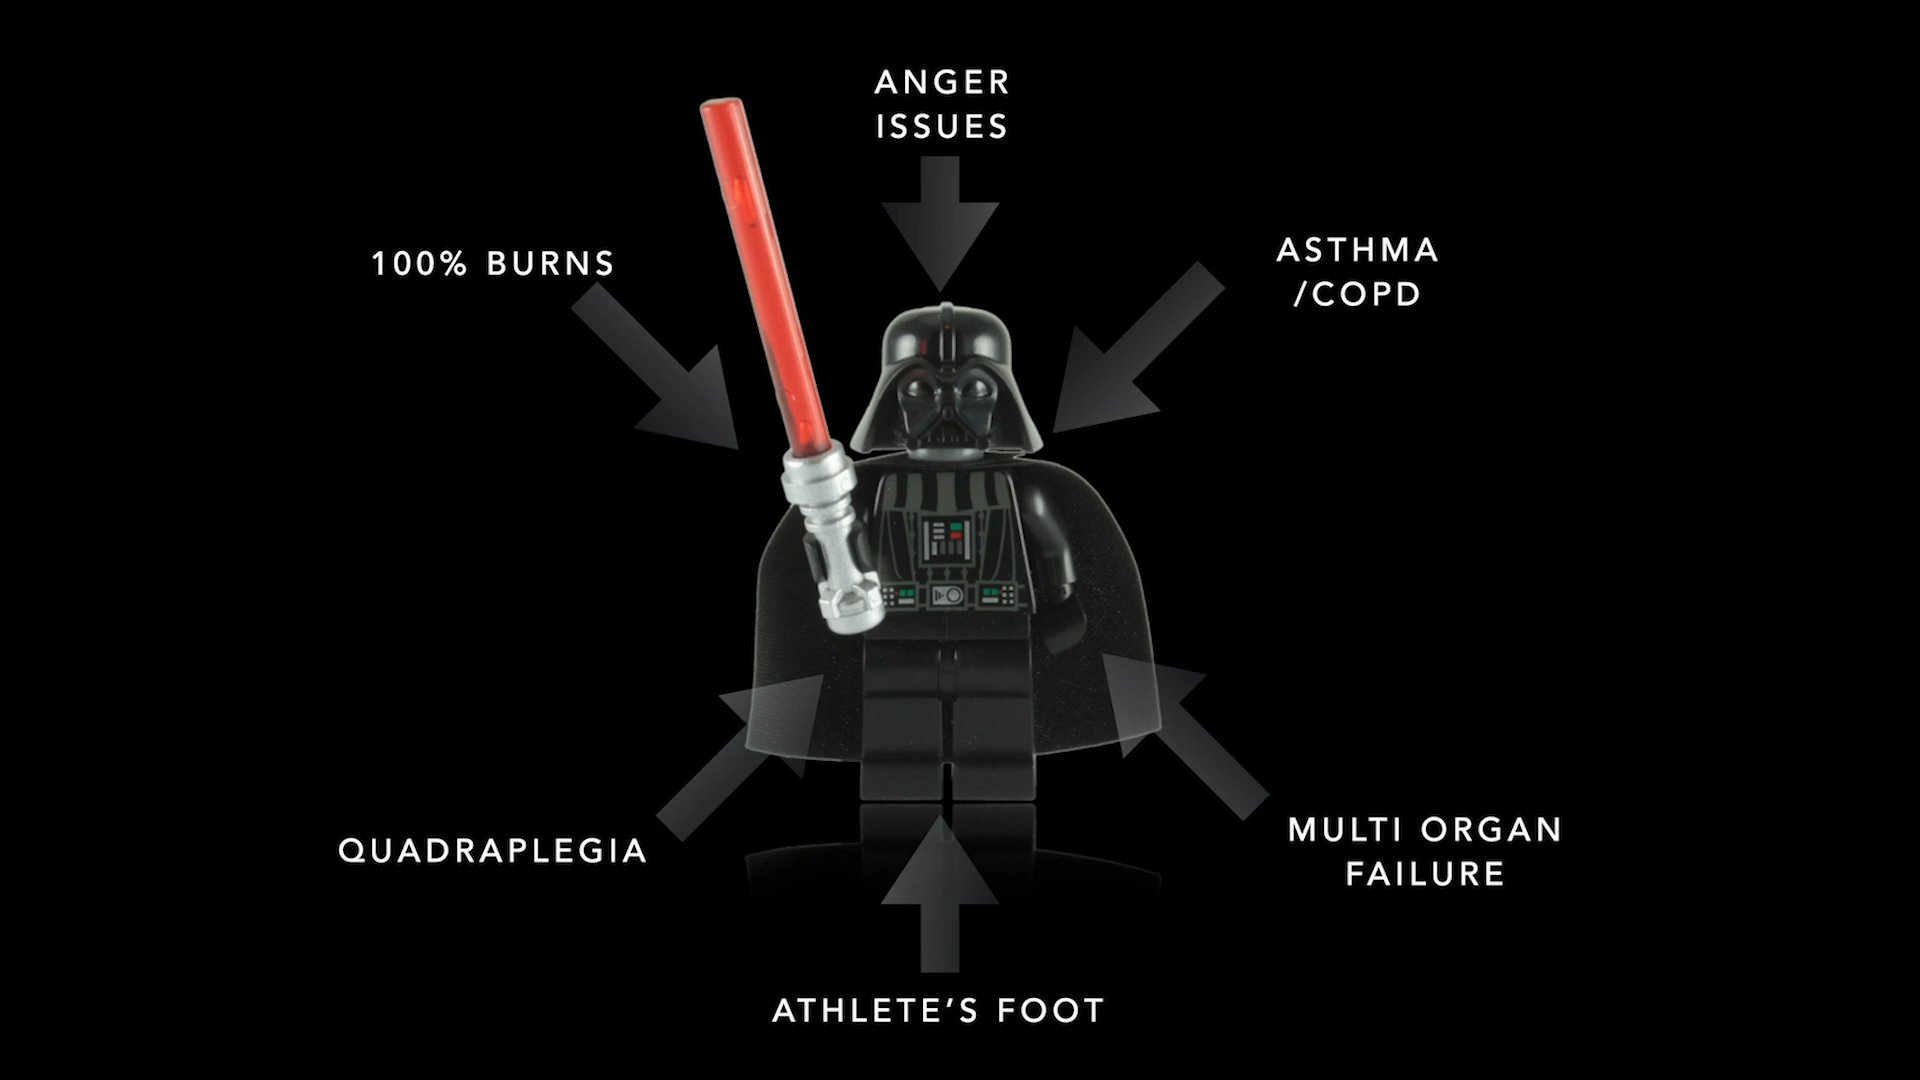 ANGER
ISSUES
100% BURNS
ASTHMA
/COPD
QUADRAPLEGIA
MULTI ORGAN
FAILURE
ATHLETE’S FOOT